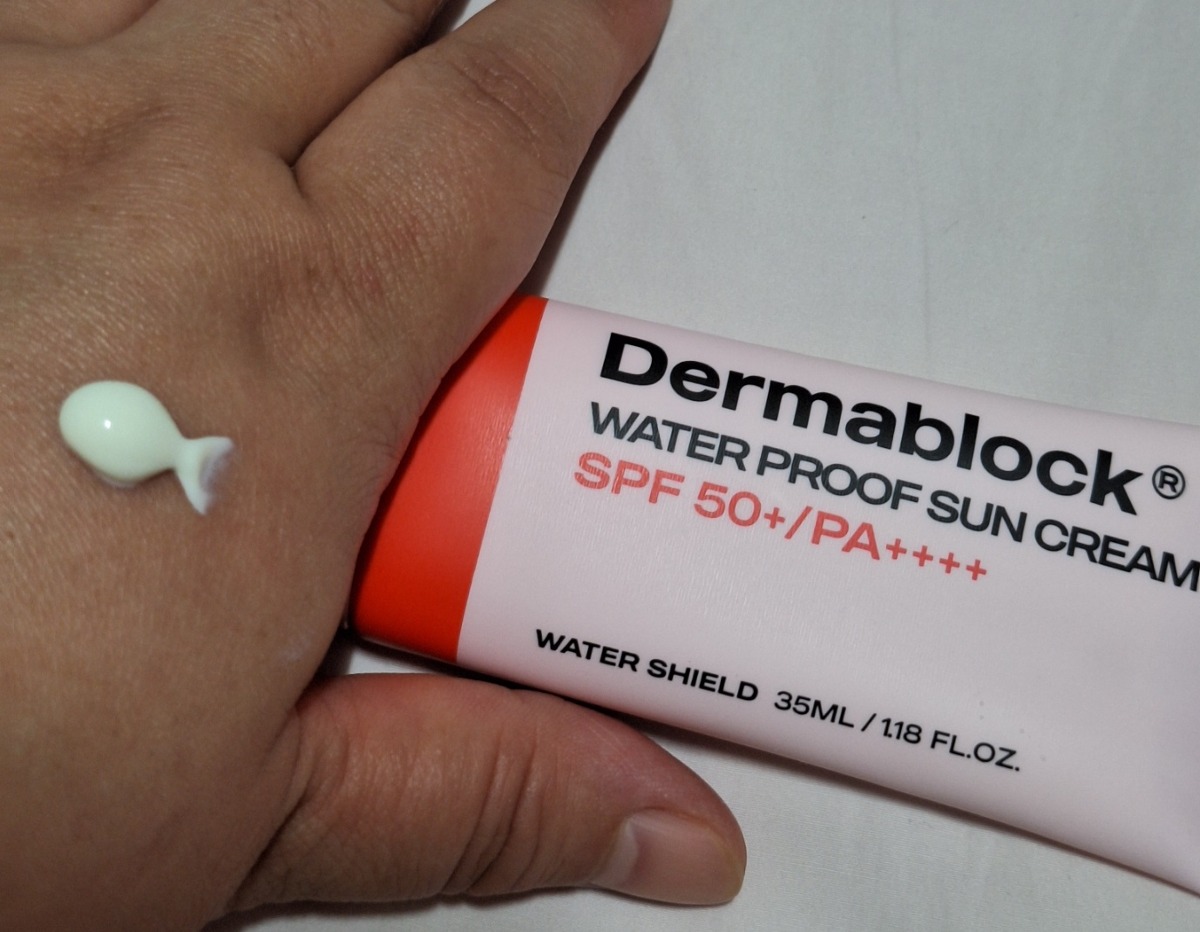 Dermablock®
WATER PROOF SUN CREAM
SPF 50+/PA++++
WATER SHIELD 35ML / 1.18 FL.OZ.